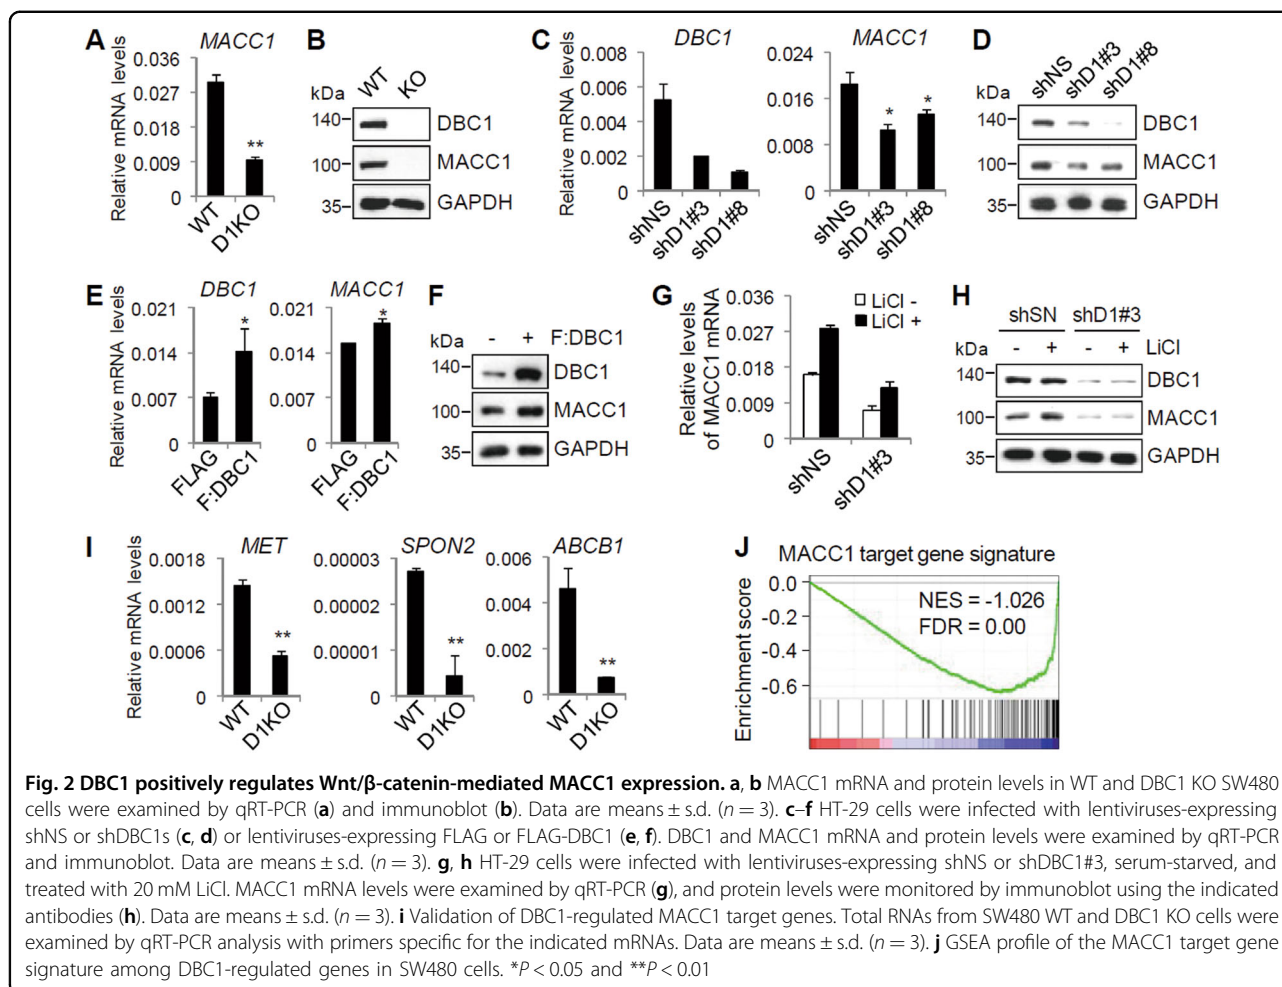 A
MACC1
Relative mRNA levels
0.036
0.027
0.018
0.009
0
**
WT
D1KO
B
WT
KO
kDa
140
DBC1
100
MACC1
35
GAPDH
C
DBC1
0.008
0.006
0.004
0.002
0
Relative mRNA levels
shNS
shD1#3
shD1#8
MACC1
0.024
0.016
0.008
0
*
*
shNS
shD1#3
shD1#8
D
shNS
shD1#3
shD1#8
kDa
140
DBC1
100
MACC1
35
GAPDH
E
DBC1
Relative mRNA levels
0.021
0.014
0.007
0
*
FLAG
F:DBC1
MACC1
0.021
0.014
0.007
0
*
FLAG
F:DBC1
F
kDa
- + F:DBC1
140
DBC1
100
MACC1
35
GAPDH
G
Relative levels
of MACC1 mRNA
0.036
0.027
0.018
0.009
0
LiCl -
LiCl +
shNS
shD1#3
H
shSN shD1#3
kDa - + - + LiCl
140
DBC1
100
MACC1
35
GAPDH
I
Relative mRNA levels
MET
0.0018
0.0012
0.0006
0
**
WT
D1KO
SPON2
0.00003
0.00002
0.00001
0
**
WT
D1KO
ABCB1
0.006
0.004
0.002
0
**
WT
D1KO
J
MACC1 target gene signature
Enrichment score
0.0
-0.2
-0.4
-0.6
NES = -1.026
FDR = 0.00
Fig. 2 DBC1 positively regulates Wnt/β-catenin-mediated MACC1 expression. a, b MACC1 mRNA and protein levels in WT and DBC1 KO SW480
cells were examined by qRT-PCR (a) and immunoblot (b). Data are means ± s.d. (n = 3). c–f HT-29 cells were infected with lentiviruses-expressing
shNS or shDBC1s (c, d) or lentiviruses-expressing FLAG or FLAG-DBC1 (e, f). DBC1 and MACC1 mRNA and protein levels were examined by qRT-PCR
and immunoblot. Data are means ± s.d. (n = 3). g, h HT-29 cells were infected with lentiviruses-expressing shNS or shDBC1#3, serum-starved, and
treated with 20 mM LiCl. MACC1 mRNA levels were examined by qRT-PCR (g), and protein levels were monitored by immunoblot using the indicated
antibodies (h). Data are means ± s.d. (n = 3). i Validation of DBC1-regulated MACC1 target genes. Total RNAs from SW480 WT and DBC1 KO cells were
examined by qRT-PCR analysis with primers specific for the indicated mRNAs. Data are means ± s.d. (n = 3). j GSEA profile of the MACC1 target gene
signature among DBC1-regulated genes in SW480 cells. *P < 0.05 and **P < 0.01